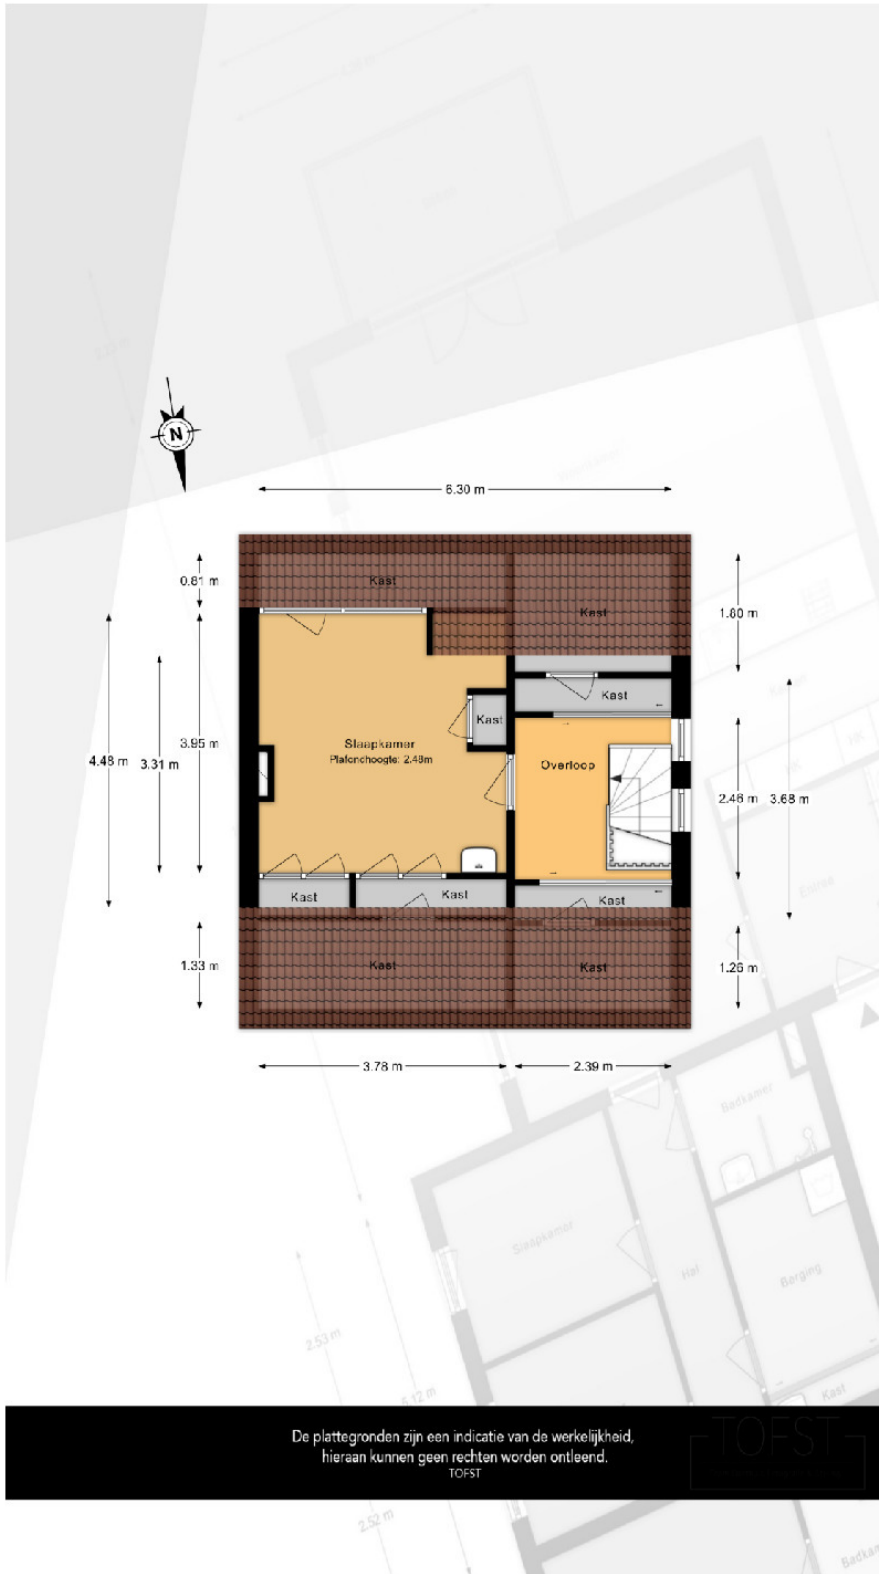 N
6.30 m
0.81 m
Kast
Kast
1.80 m
Kast
Kast
Slaapkamer
Plafondhoogte: 2.48m
Overloop
4.48 m
3.31 m
3.95 m
2.46 m
3.68 m
Kast
Kast
Kast
1.33 m
Kast
Kast
1.26 m
3.78 m
2.39 m
Badkamer
Slaapkamer
Hal
Berging
2.53 m
Kast
De plattegronden zijn een indicatie van de werkelijkheid,
hieraan kunnen geen rechten worden ontleend.
TOFST
TOFST
2.52 m